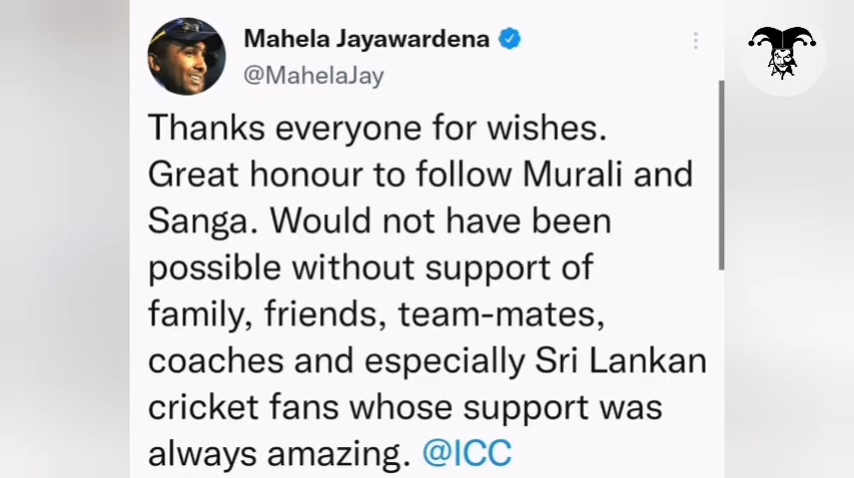 Mahela Jayawardena
@MahelaJay
Thanks everyone for wishes.
Great honour to follow Murali and
Sanga. Would not have been
possible without support of
family, friends, team-mates,
coaches and especially Sri Lankan
cricket fans whose support was
always amazing. @ICC